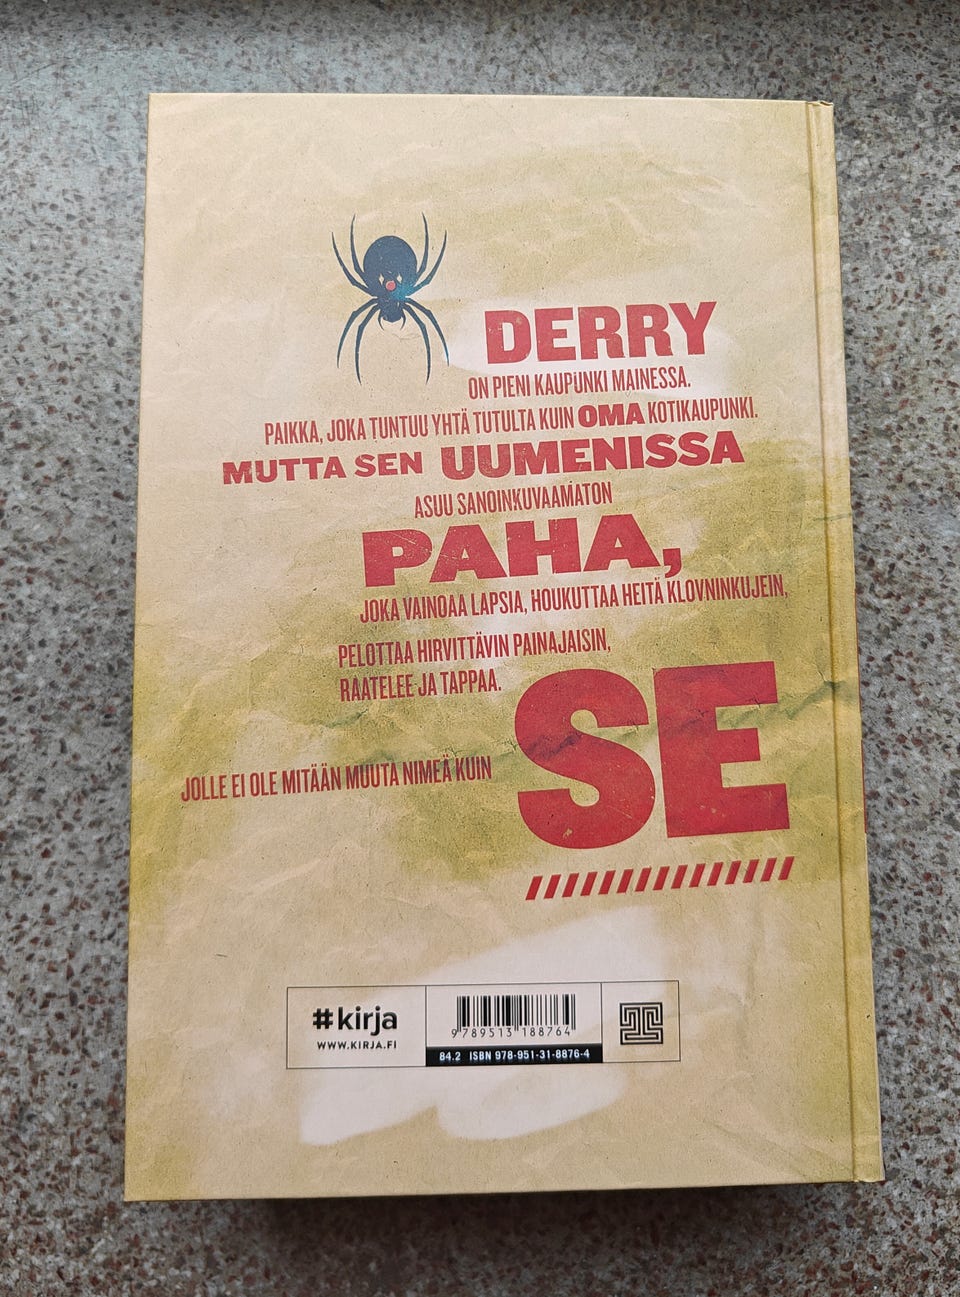 DERRY
ON PIENI KAUPUNKI MAINESSA.
PAIKKA, JOKA TUNTUU YHTÄ TUTULTA KUIN OMA KOTIKAUPUNKI.
MUTTA SEN UUMENISSA
ASUU SANOINKUVAAMATON
PAHA,
JOKA VAINOAA LAPSIA, HOUKUTTAA HEITÄ KLOVNINKUJEIN,
PELOTTAA HIRVITTÄVIN PAINAJAISIN,
RAATELEE JA TAPPAA.
JOLLE EI OLE MITÄÄN MUUTA NIMEÄ KUIN
SE
#kirja
WWW.KIRJA.FI
9 789513 188764
84.2 ISBN 978-951-31-8876-4